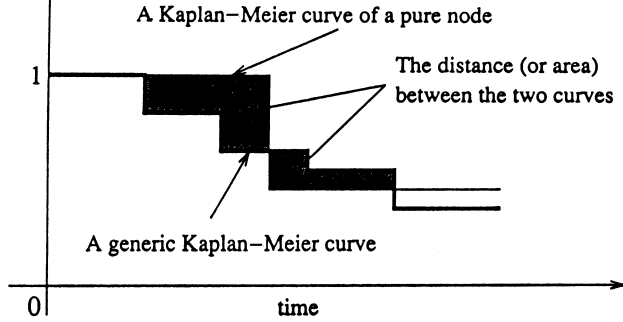 A Kaplan–Meier curve of a pure node
The distance (or area)
between the two curves
1
A generic Kaplan–Meier curve
0
time